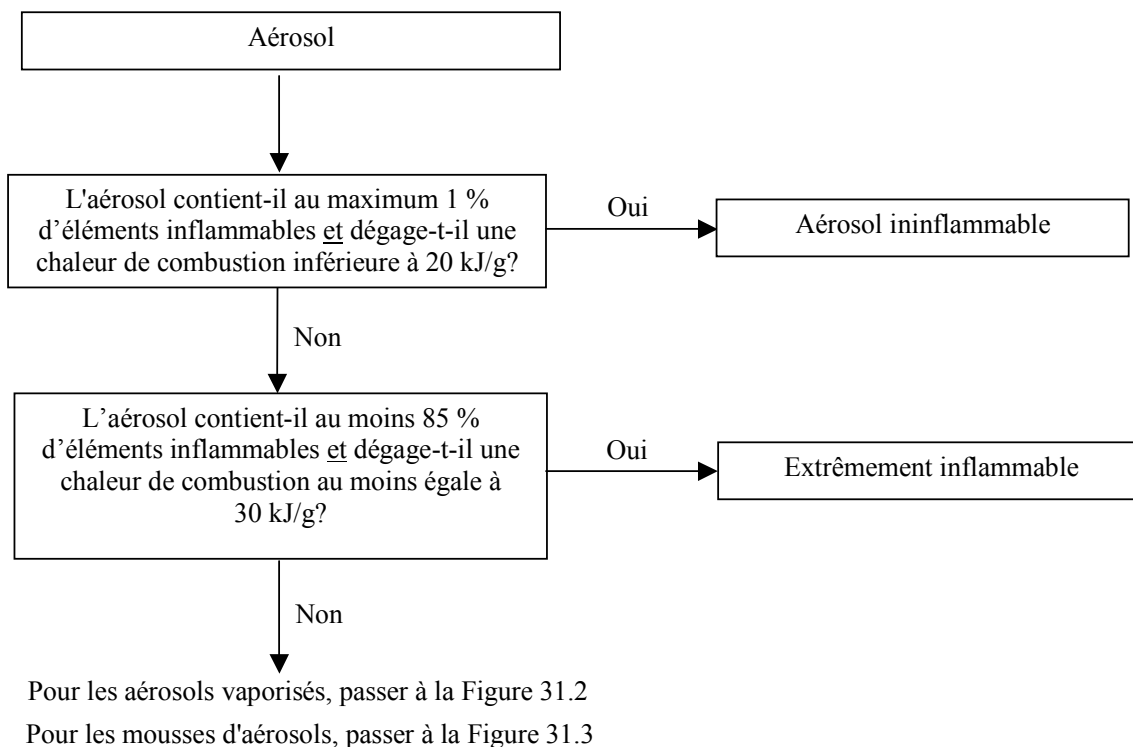 Aérosol
L'aérosol contient-il au maximum 1 %
d’éléments inflammables et dégage-t-il une
chaleur de combustion inférieure à 20 kJ/g?
Oui
Aérosol ininflammable
Non
L’aérosol contient-il au moins 85 %
d’éléments inflammables et dégage-t-il une
chaleur de combustion au moins égale à
30 kJ/g?
Oui
Extrêmement inflammable
Non
Pour les aérosols vaporisés, passer à la Figure 31.2
Pour les mousses d'aérosols, passer à la Figure 31.3